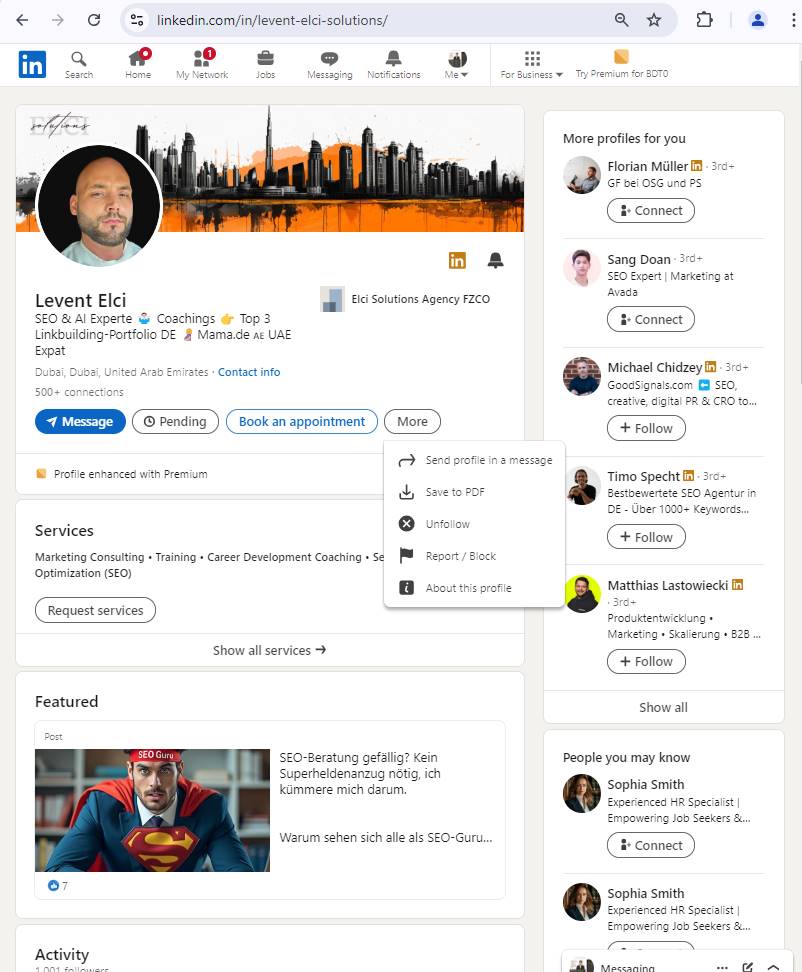 linkedin.com/in/levent-elci-solutions/
in
Search
Home
1
My Network
Jobs
Messaging
Notifications
Me
For Business
Try Premium for BDT0
solutions
ELCI
in
Levent Elci
SEO & AI Experte 🤹🏻‍♂️ Coachings 👉 Top 3
Linkbuilding-Portfolio DE 🤱 Mama.de ᴀᴇ UAE
Expat
Elci Solutions Agency FZCO
Dubai, Dubai, United Arab Emirates · Contact info
500+ connections
Message
Pending
Book an appointment
More
Profile enhanced with Premium
Send profile in a message
Save to PDF
Unfollow
Report / Block
About this profile
Services
Marketing Consulting • Training • Career Development Coaching • Se
Optimization (SEO)
Request services
Show all services →
Featured
Post
SEO Guru
SEO-Beratung gefällig? Kein
Superheldenanzug nötig, ich
kümmere mich darum.
Warum sehen sich alle als SEO-Guru...
7
Activity
1,001 followers
More profiles for you
Florian Müller in · 3rd+
GF bei OSG und PS
Connect
Sang Doan · 3rd+
SEO Expert | Marketing at
Avada
Connect
Michael Chidzey in · 3rd+
GoodSignals.com ⬅️ SEO,
creative, digital PR & CRO to...
+ Follow
Timo Specht in · 3rd+
Bestbewertete SEO Agentur in
DE - Über 1000+ Keywords...
+ Follow
Matthias Lastowiecki in
· 3rd+
Produktentwicklung •
Marketing • Skalierung • B2B ...
+ Follow
Show all
People you may know
Sophia Smith
Experienced HR Specialist |
Empowering Job Seekers &...
Connect
Sophia Smith
Experienced HR Specialist |
Empowering Job Seekers &...
Messaging